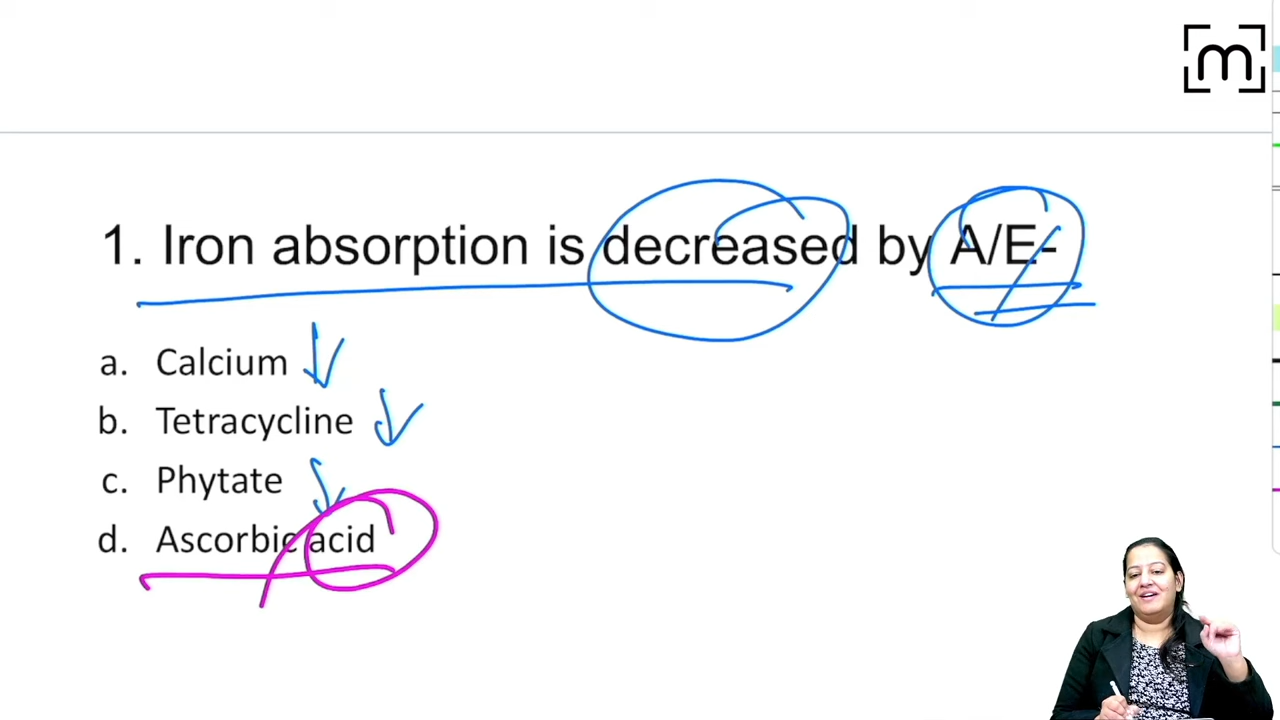 m
1. Iron absorption is decreased by A/E-
a. Calcium
b. Tetracycline
c. Phytate
d. Ascorbic acid